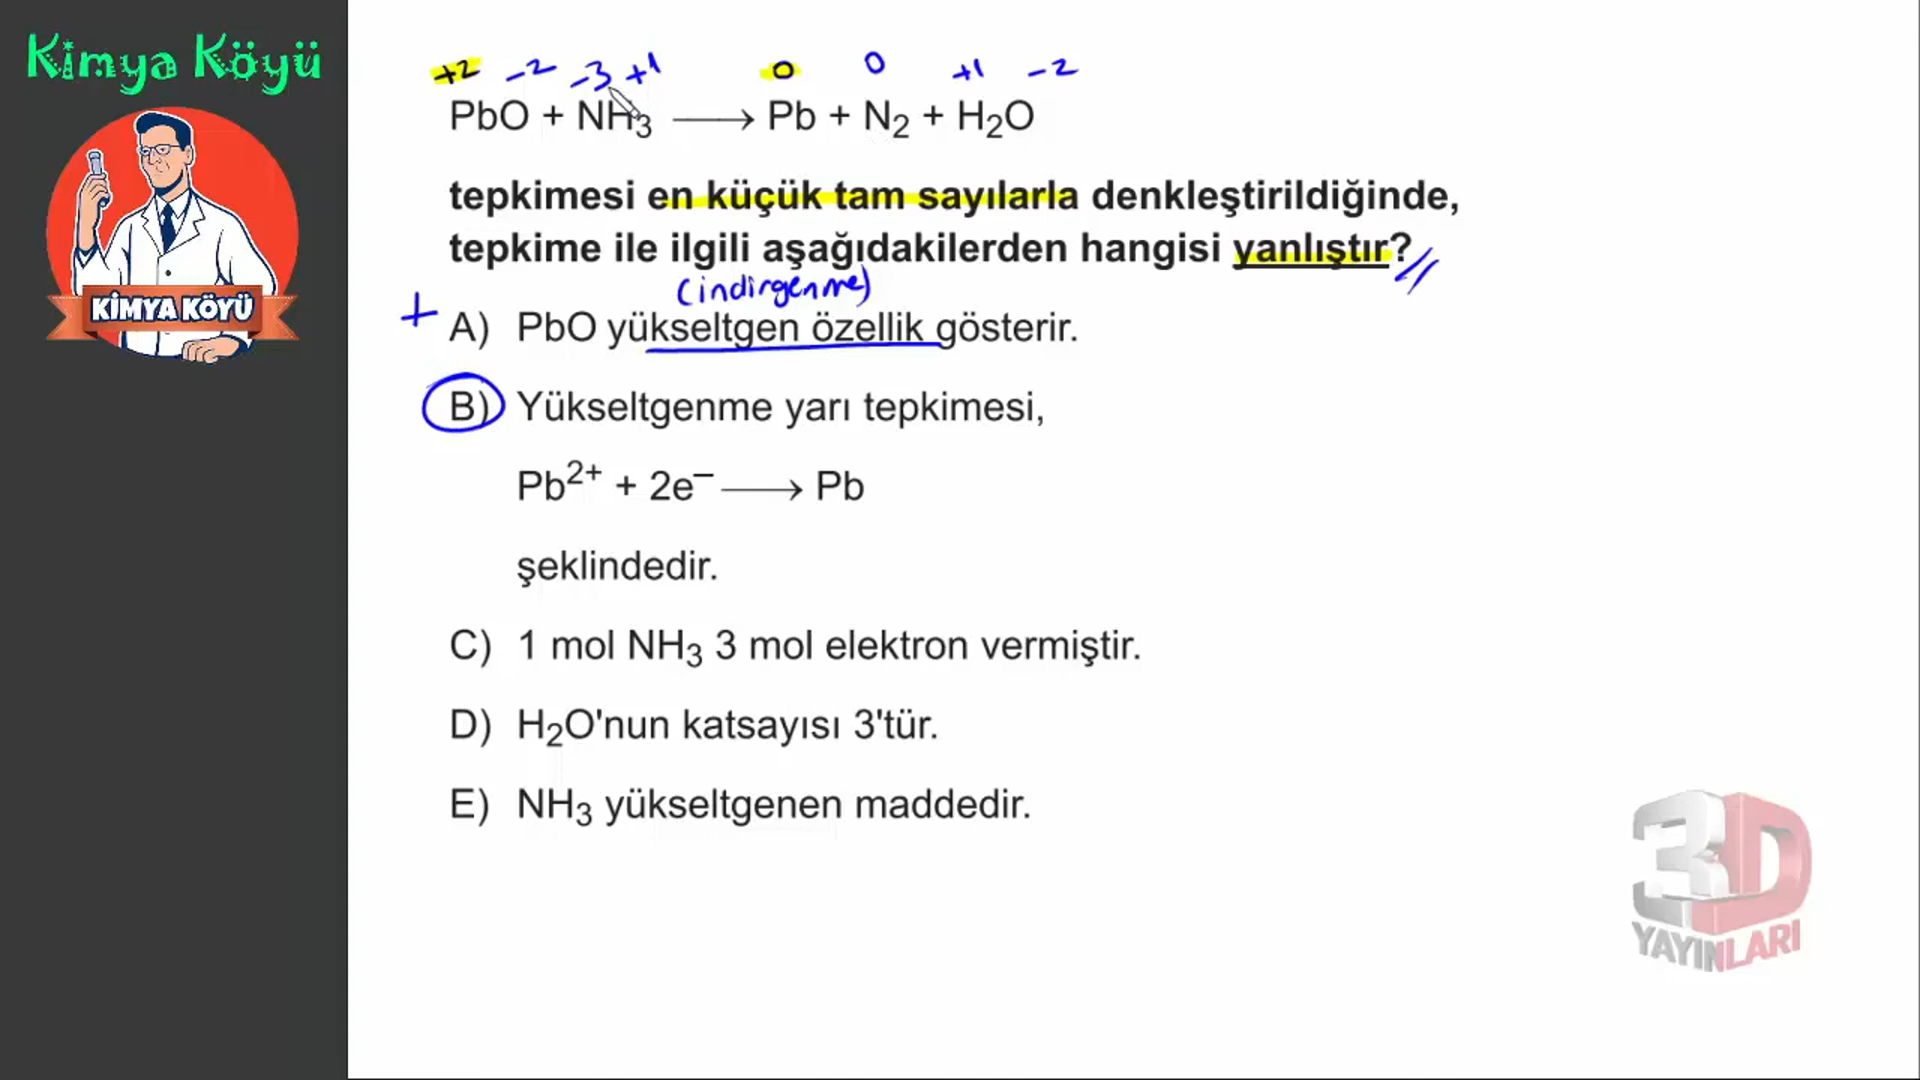 Kimya Köyü
KİMYA KÖYÜ
+2 -2 -3 +1 0 0 +1 -2
PbO + NH3 ⟶ Pb + N2 + H2O
tepkimesi en küçük tam sayılarla denkleştirildiğinde,
tepkime ile ilgili aşağıdakilerden hangisi yanlıştır?
(indirgenme)
+ A) PbO yükseltgen özellik gösterir.
B) Yükseltgenme yarı tepkimesi,
Pb2+ + 2e– ⟶ Pb
şeklindedir.
C) 1 mol NH3 3 mol elektron vermiştir.
D) H2O'nun katsayısı 3'tür.
E) NH3 yükseltgenen maddedir.
3D
YAYINLARI